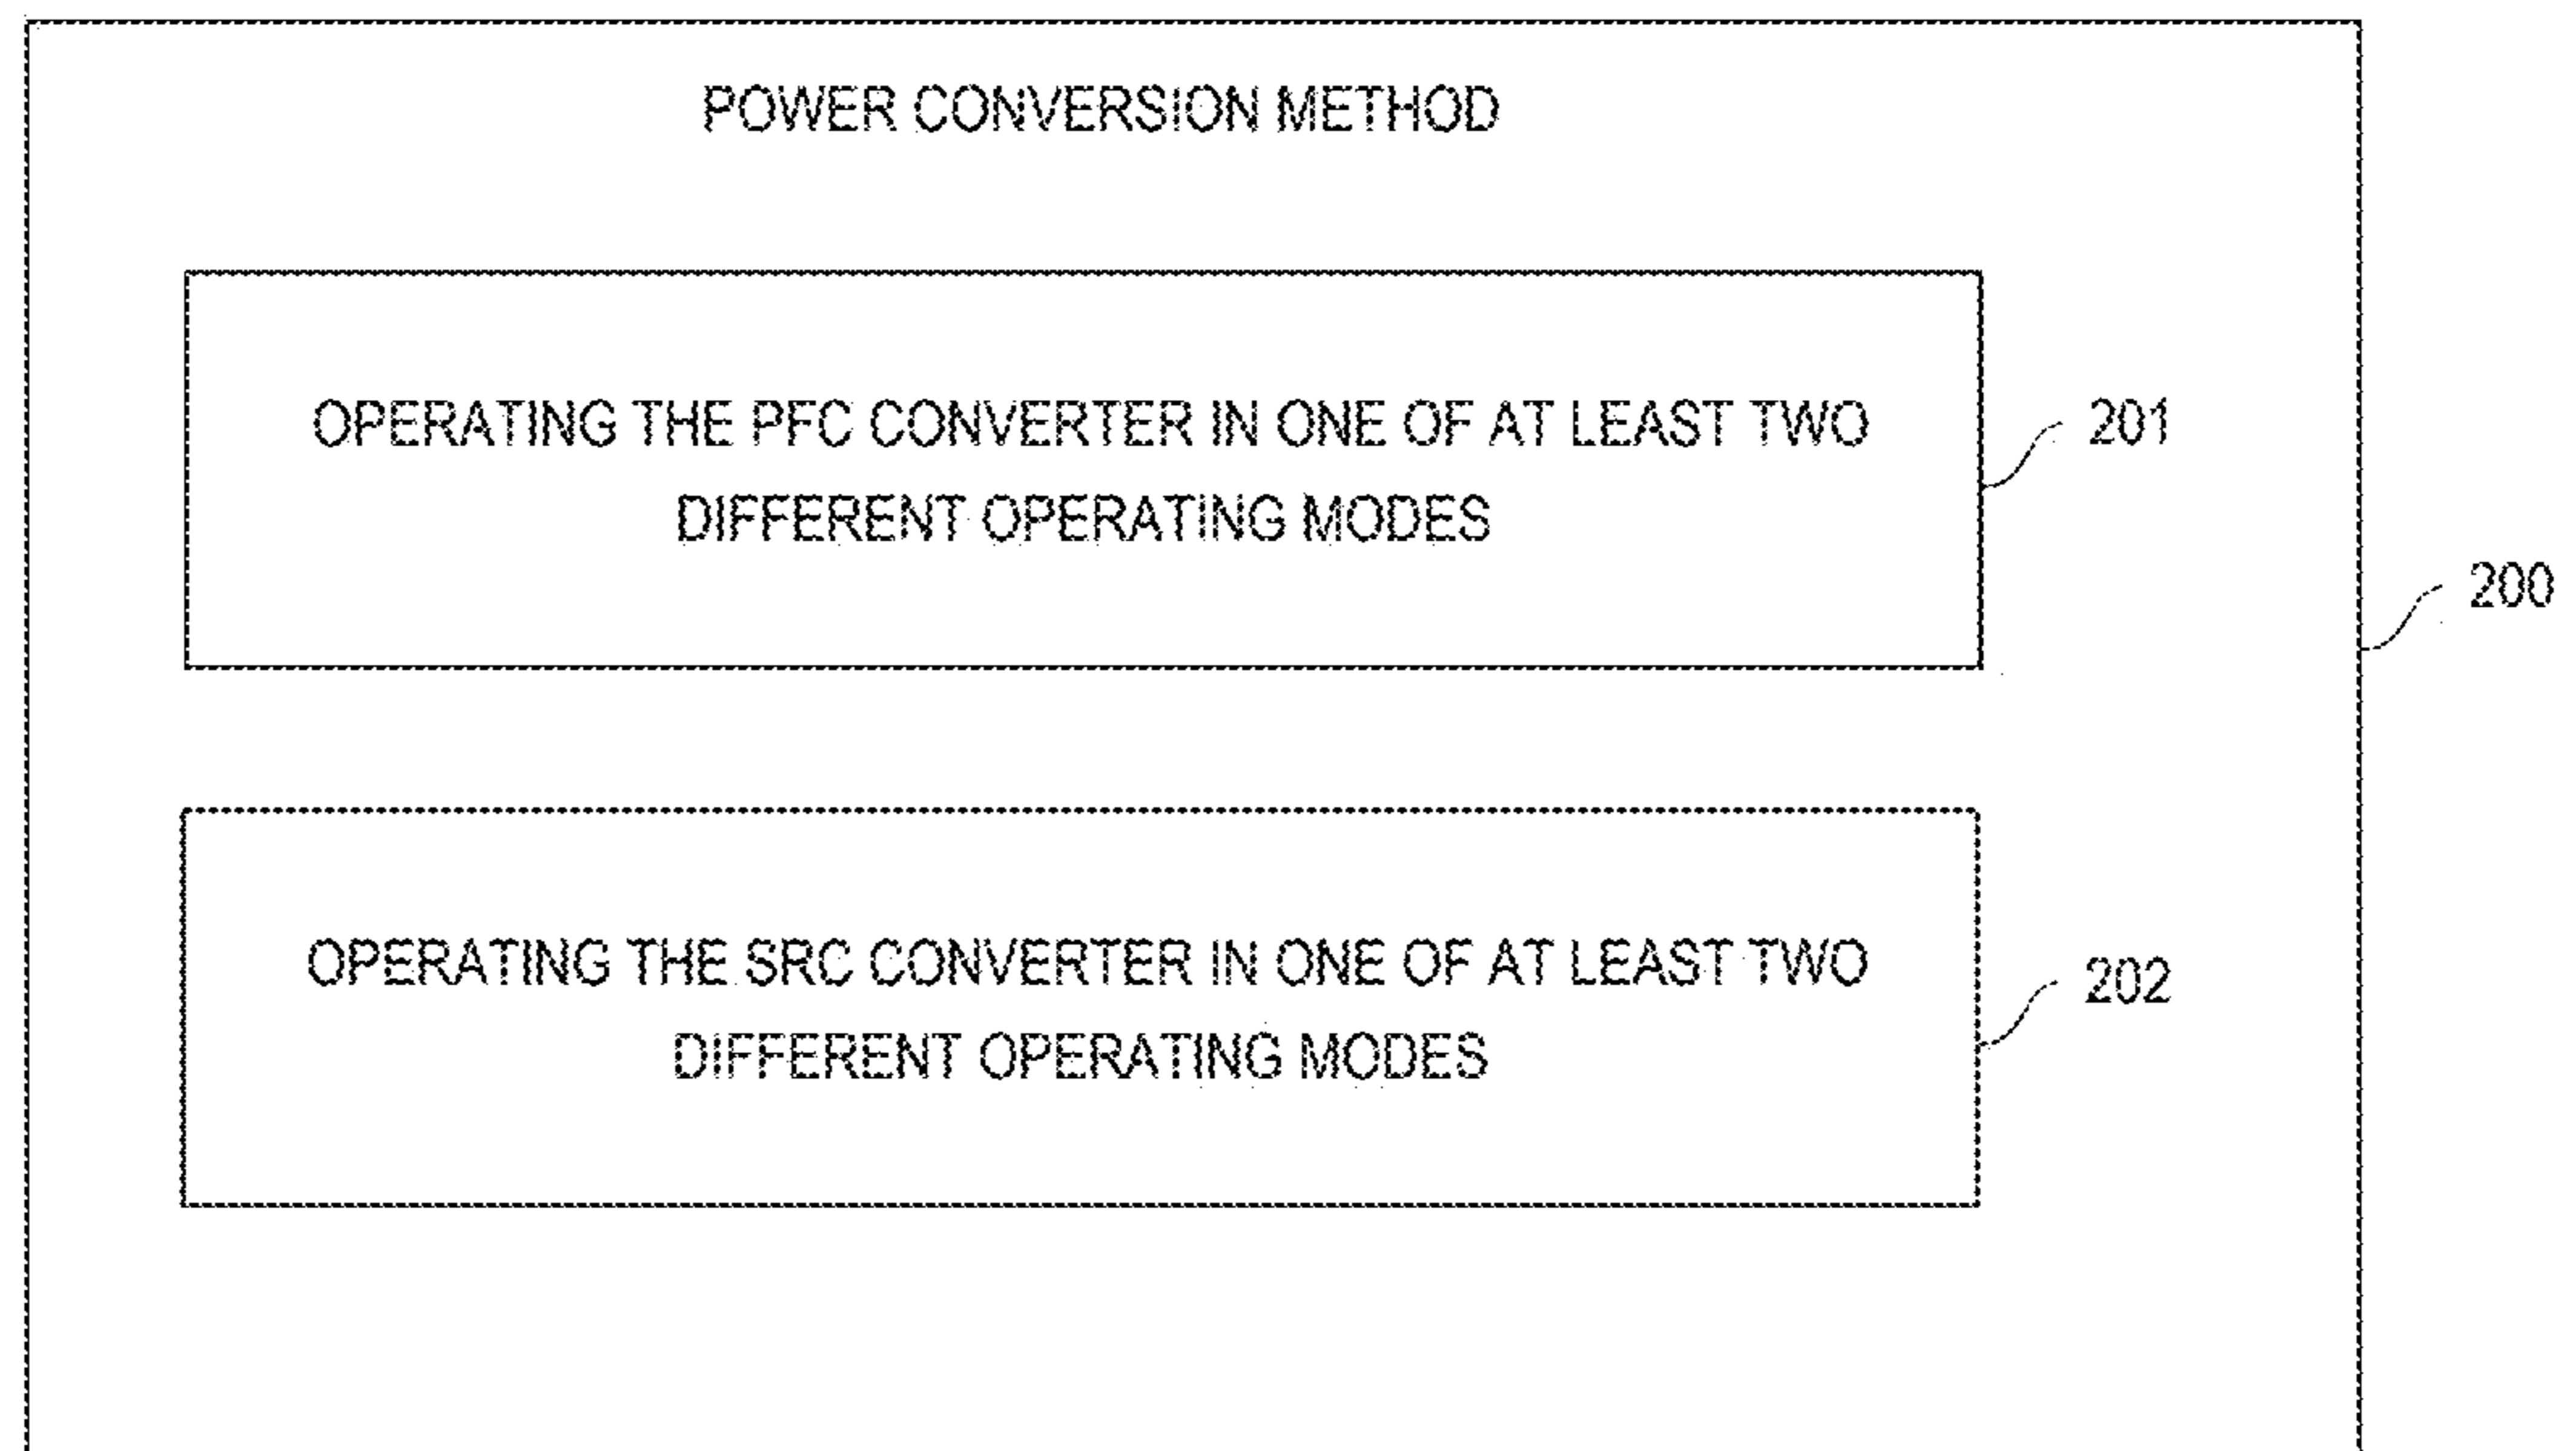 POWER CONVERSION METHOD
OPERATING THE PFC CONVERTER IN ONE OF AT LEAST TWO
DIFFERENT OPERATING MODES
201
200
OPERATING THE SRC CONVERTER IN ONE OF AT LEAST TWO
DIFFERENT OPERATING MODES
202